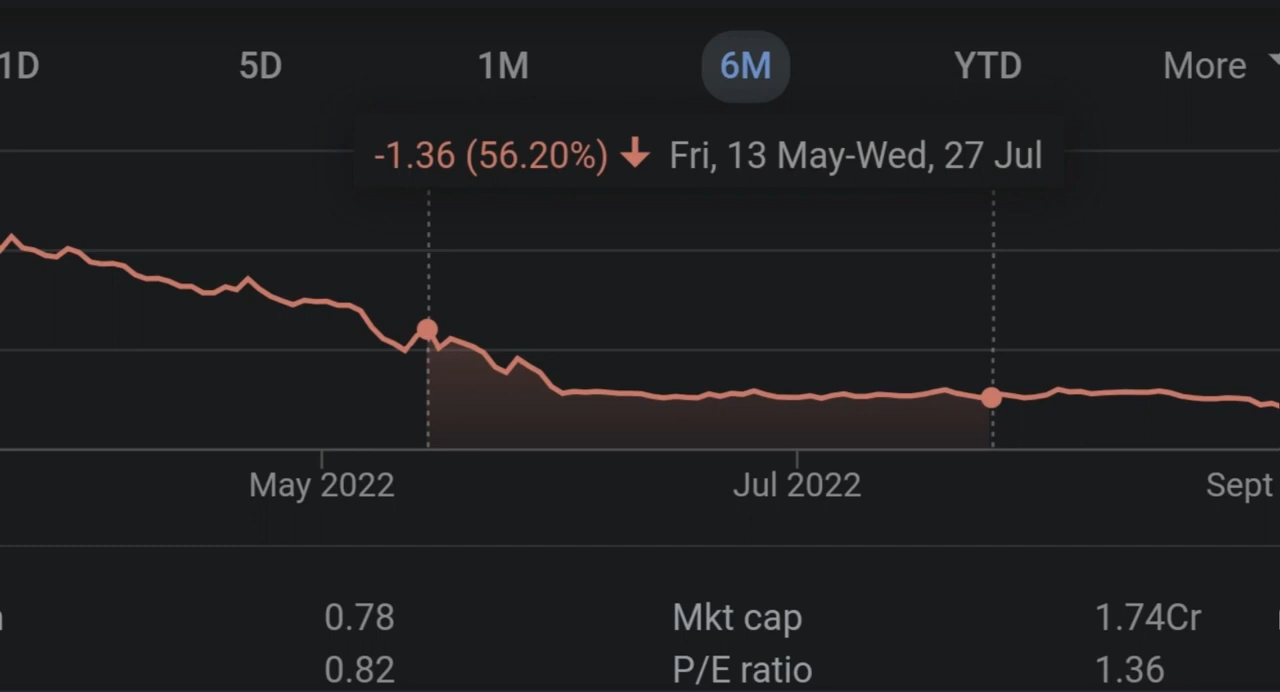 1D 5D 1M 6M YTD More
-1.36 (56.20%) Fri, 13 May-Wed, 27 Jul
May 2022 Jul 2022 Sept
0.78 Mkt cap 1.74Cr
0.82 P/E ratio 1.36